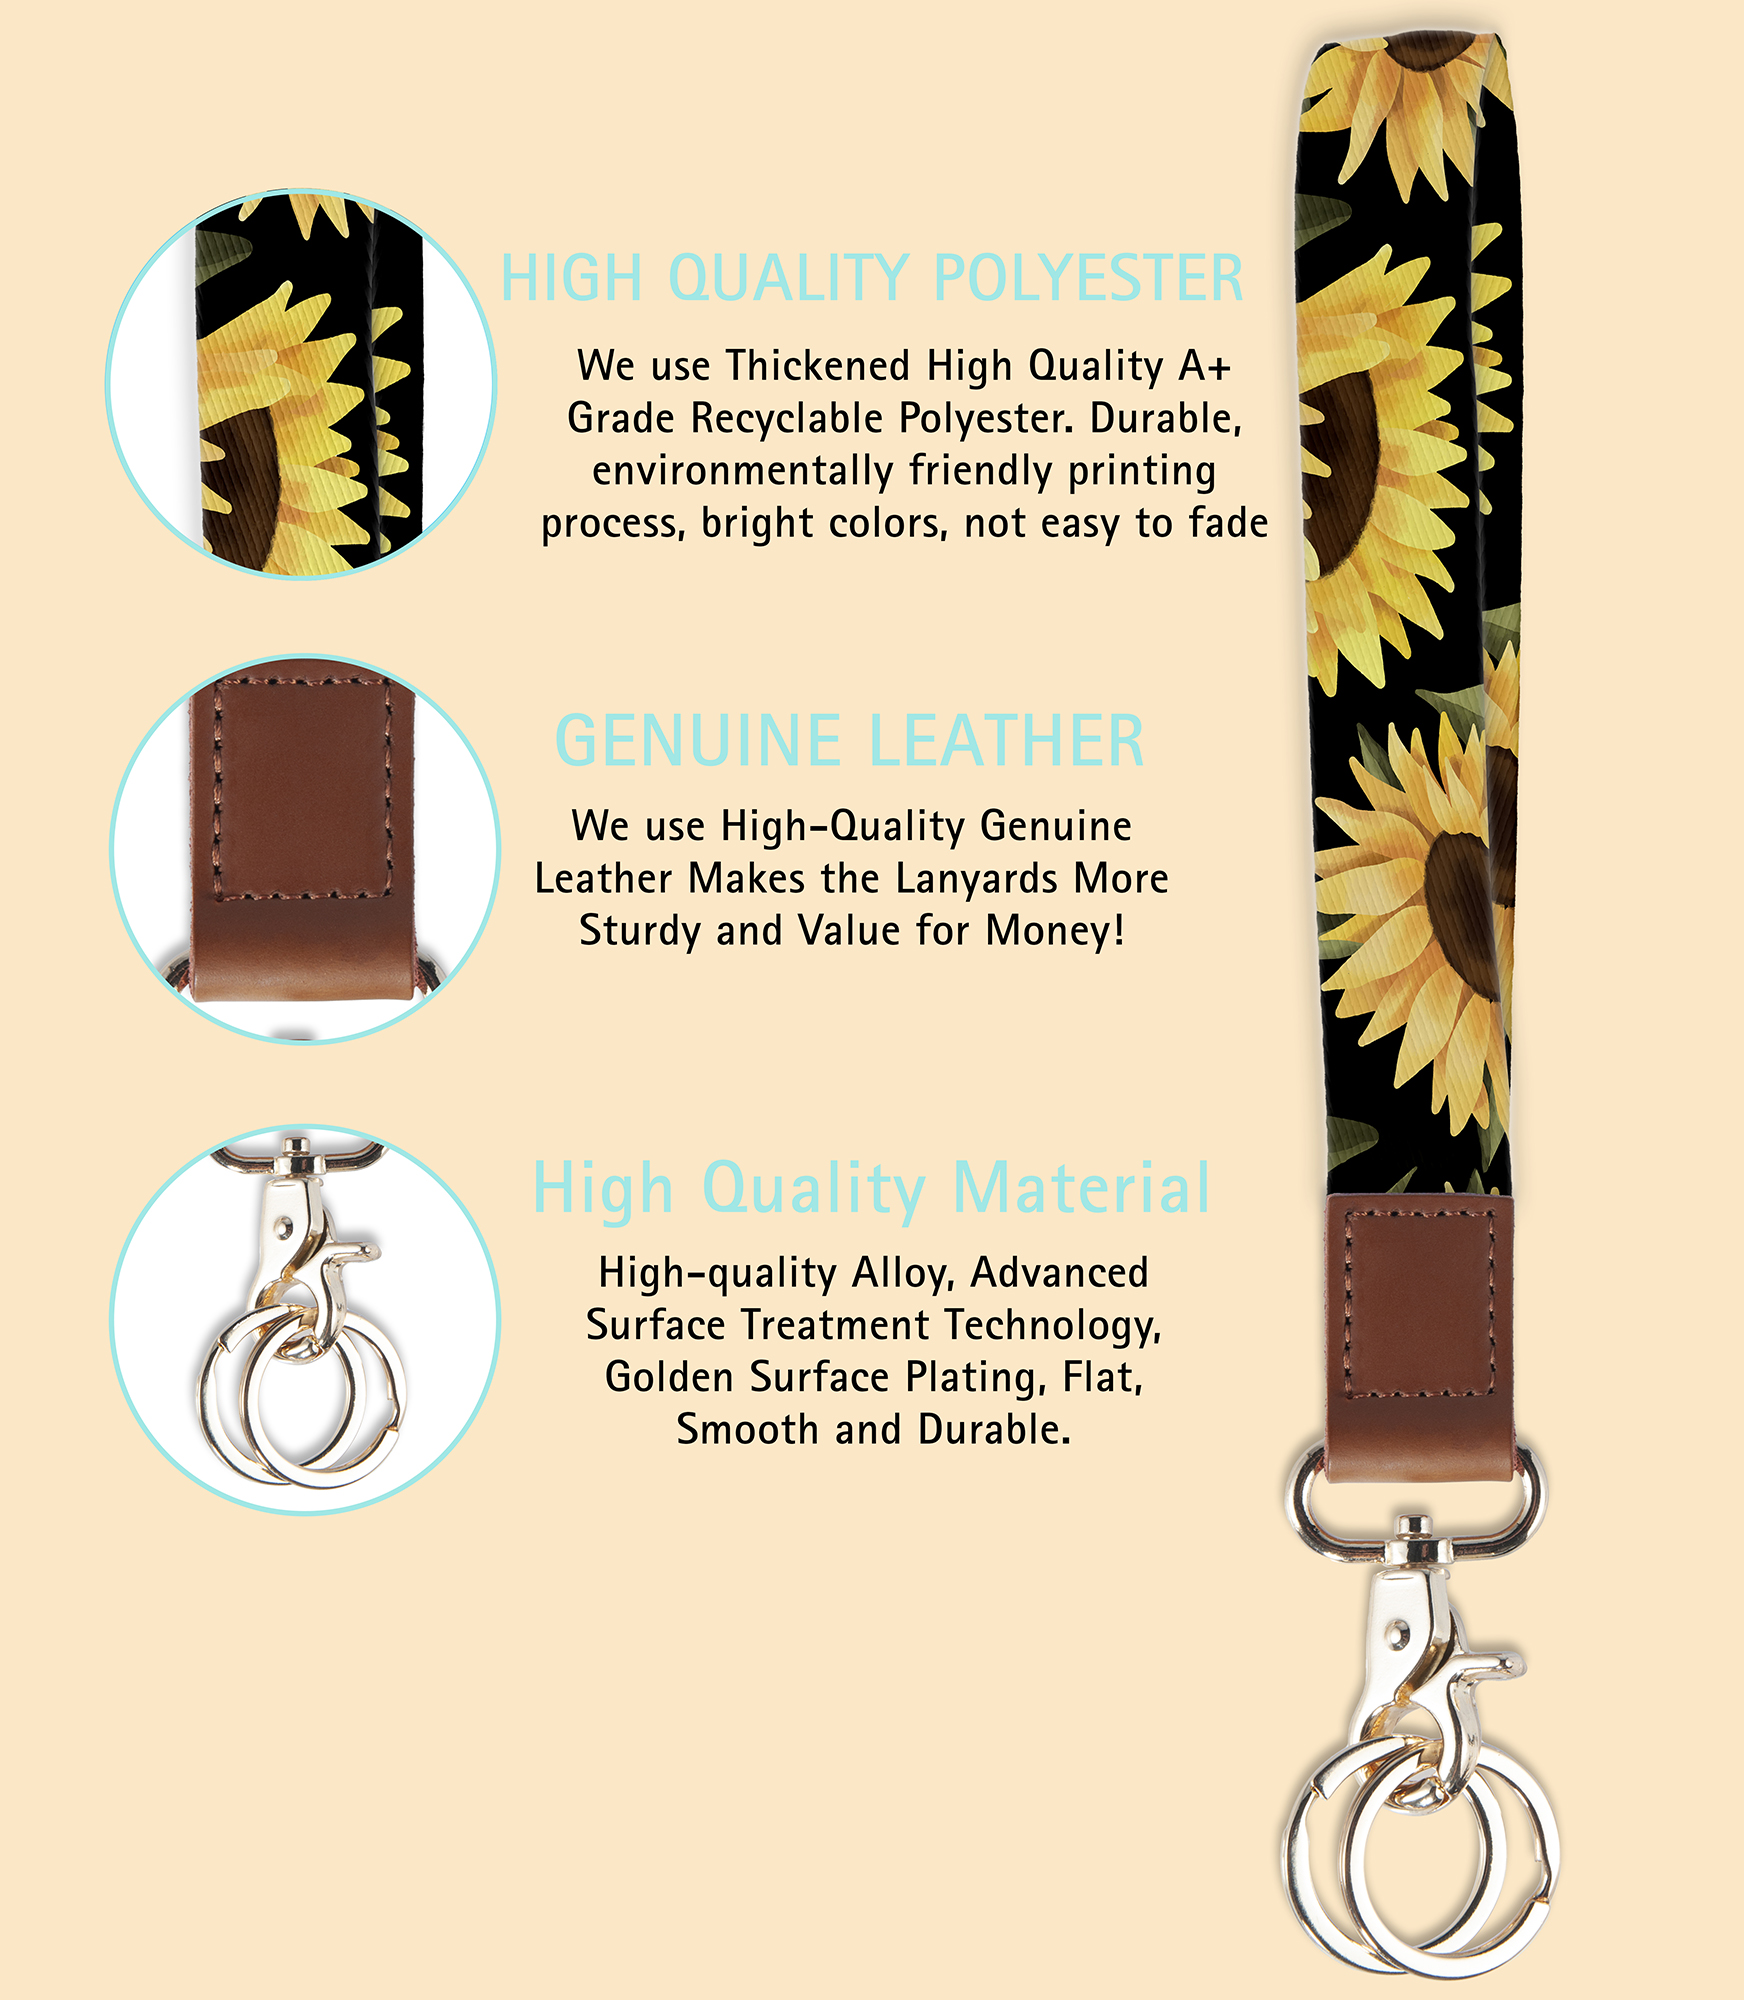 HIGH QUALITY POLYESTER
We use Thickened High Quality A+
Grade Recyclable Polyester. Durable,
environmentally friendly printing
process, bright colors, not easy to fade
GENUINE LEATHER
We use High-Quality Genuine
Leather Makes the Lanyards More
Sturdy and Value for Money!
High Quality Material
High-quality Alloy, Advanced
Surface Treatment Technology,
Golden Surface Plating, Flat,
Smooth and Durable.